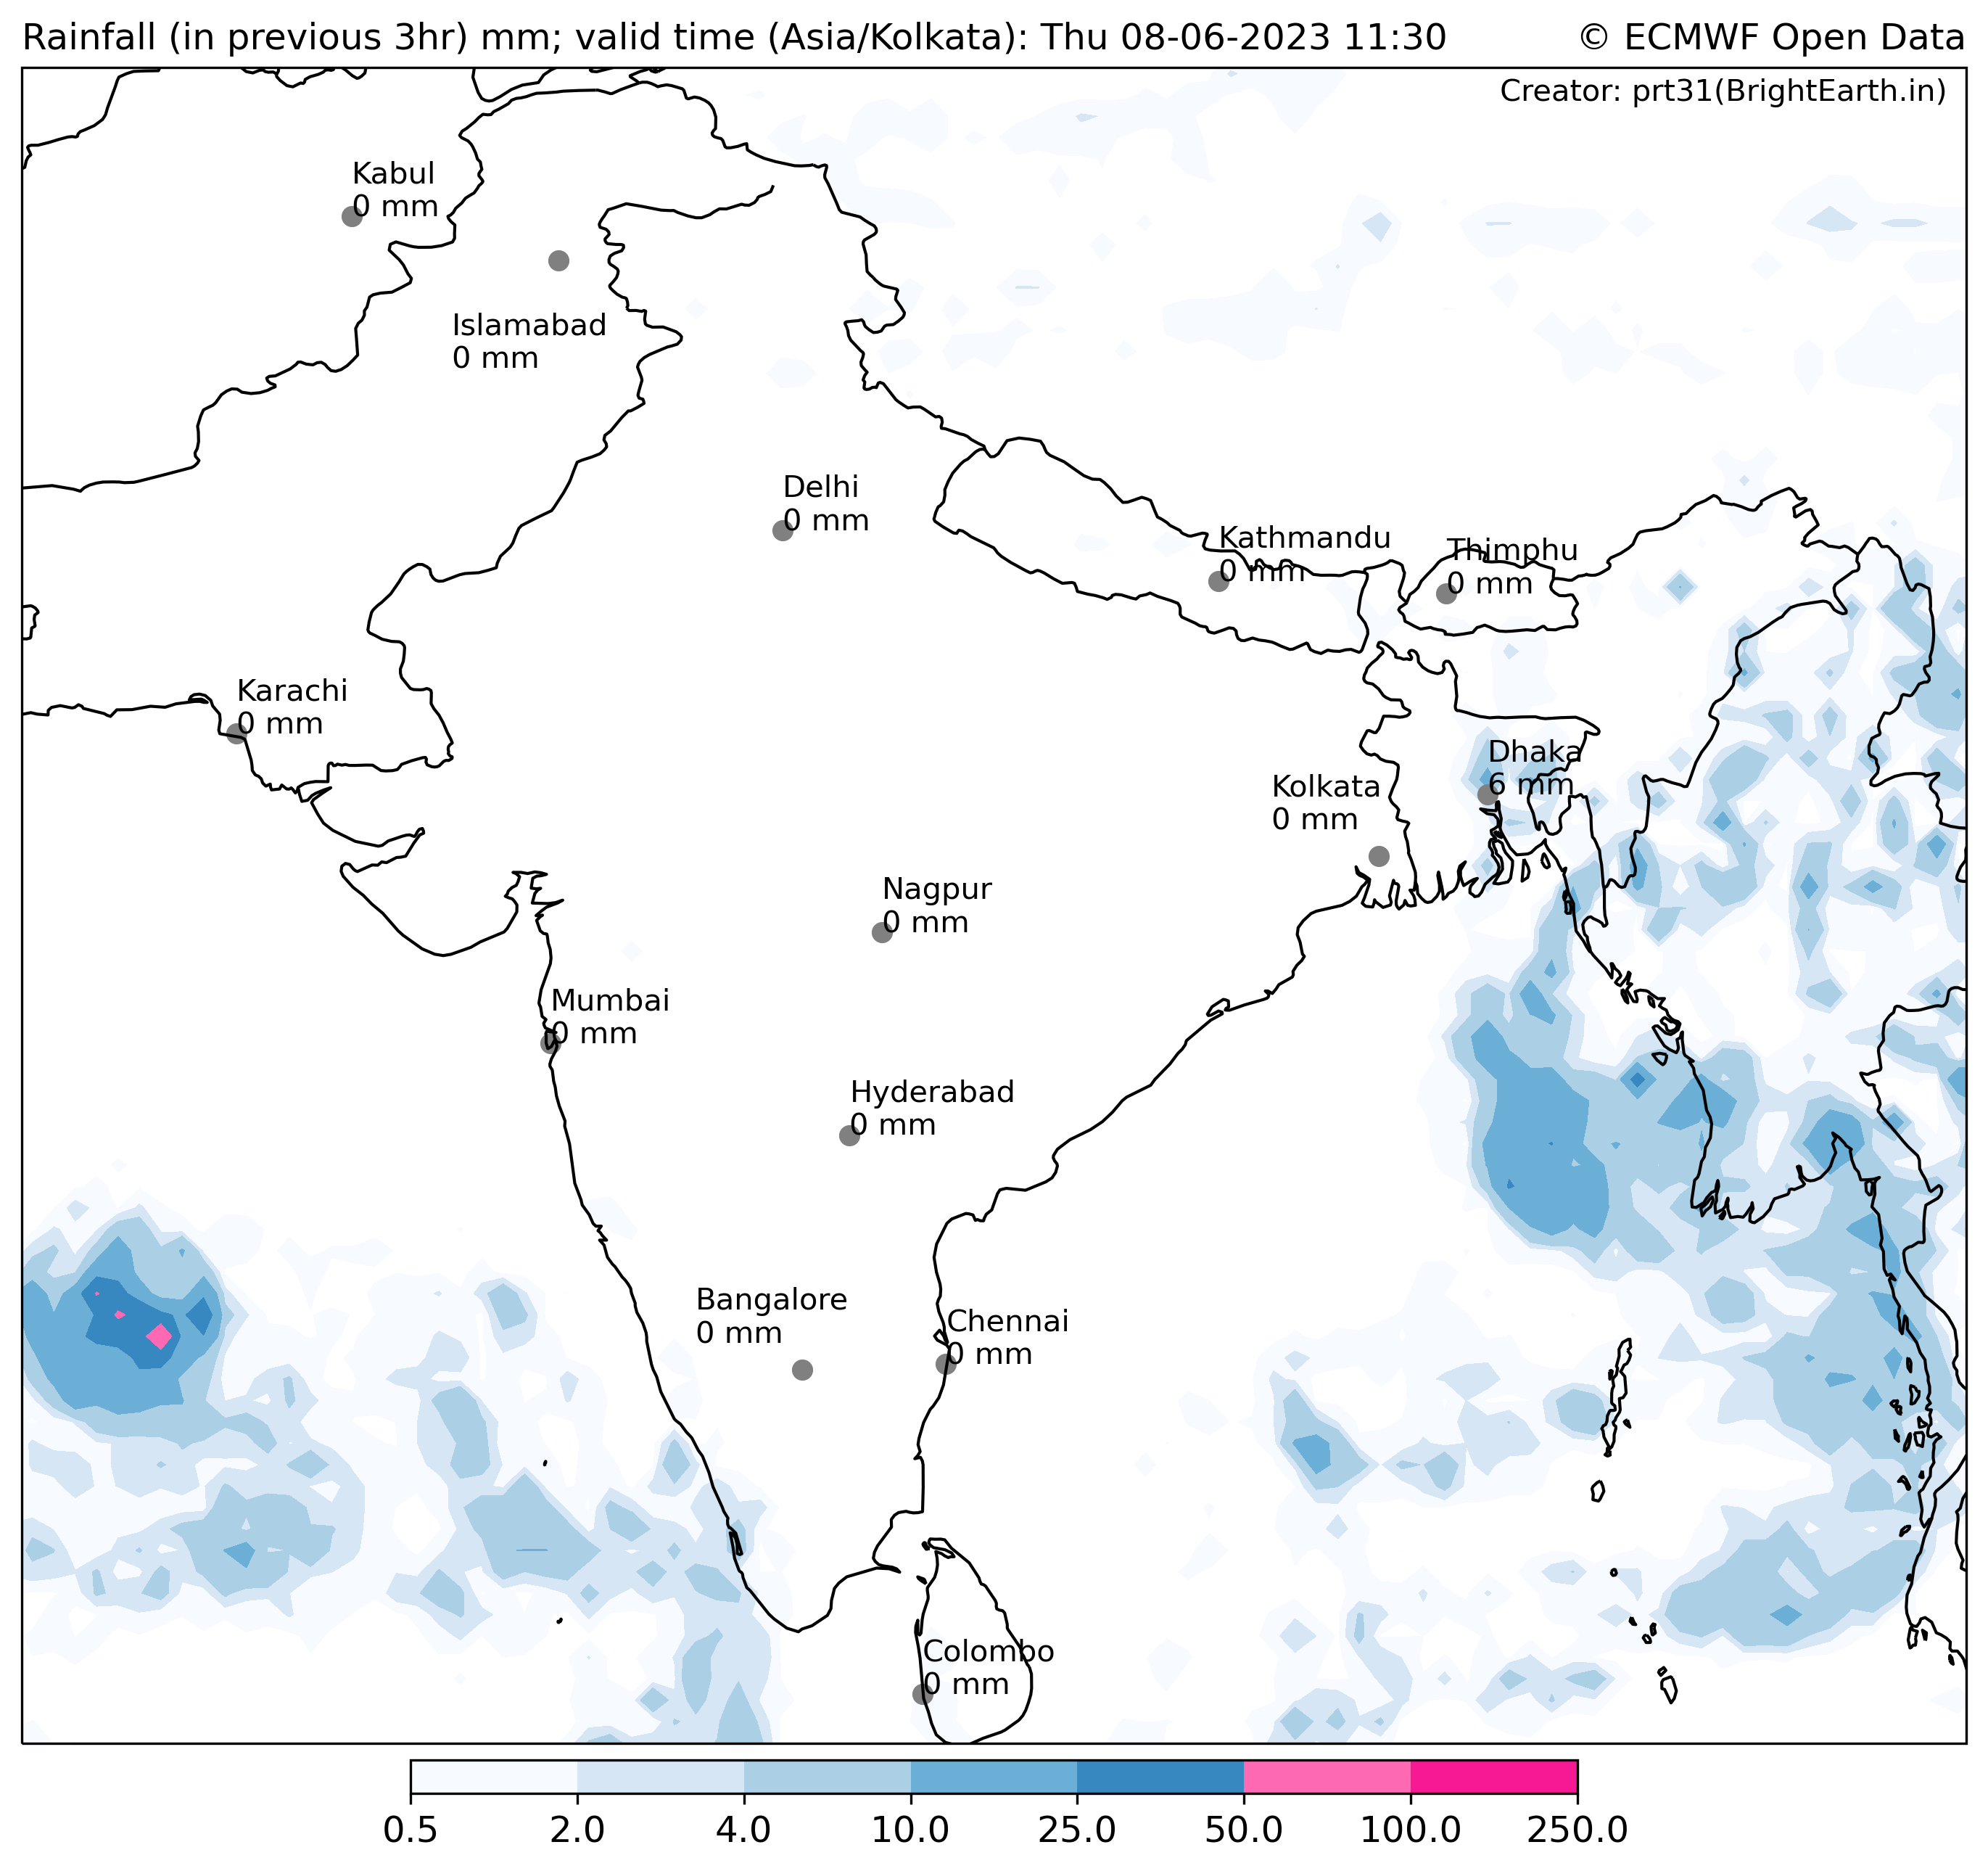 Rainfall (in previous 3hr) mm; valid time (Asia/Kolkata): Thu 08-06-2023 11:30
© ECMWF Open Data
Creator: prt31(BrightEarth.in)
Kabul
0 mm
Islamabad
0 mm
Delhi
0 mm
Kathmandu
0 mm
Thimphu
0 mm
Karachi
0 mm
Dhaka
6 mm
Kolkata
0 mm
Nagpur
0 mm
Mumbai
0 mm
Hyderabad
0 mm
Bangalore
0 mm
Chennai
0 mm
Colombo
0 mm
0.5 2.0 4.0 10.0 25.0 50.0 100.0 250.0